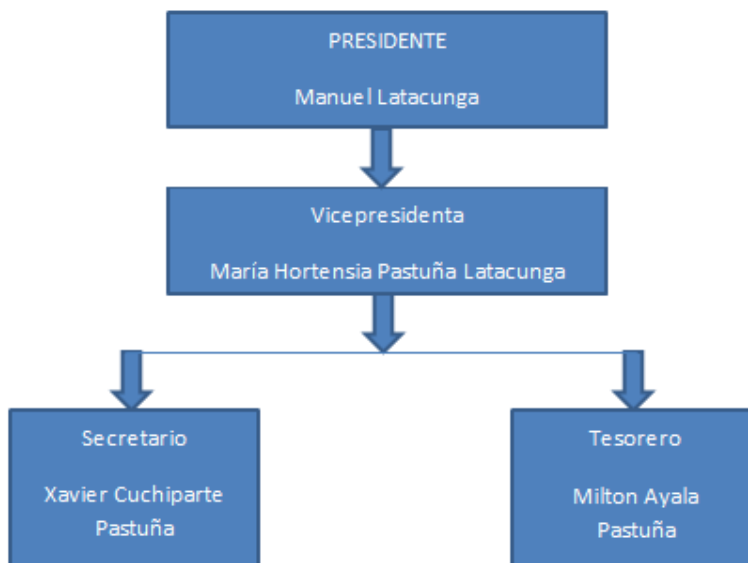 PRESIDENTE
Manuel Latacunga
Vicepresidenta
María Hortensia Pastuña Latacunga
Secretario
Xavier Cuchiparte
Pastuña
Tesorero
Milton Ayala
Pastuña